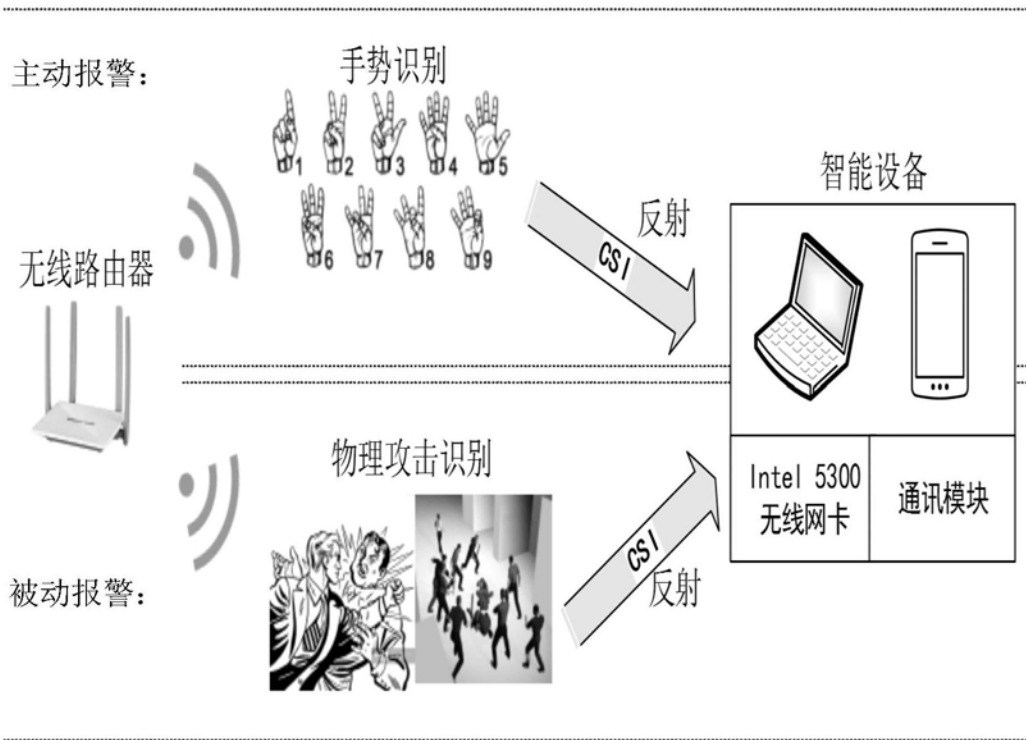 主动报警：
手势识别
1 2 3 4 5
6 7 8 9
无线路由器
CSI
反射
智能设备
Intel 5300
无线网卡
通讯模块
被动报警：
物理攻击识别
CSI
反射